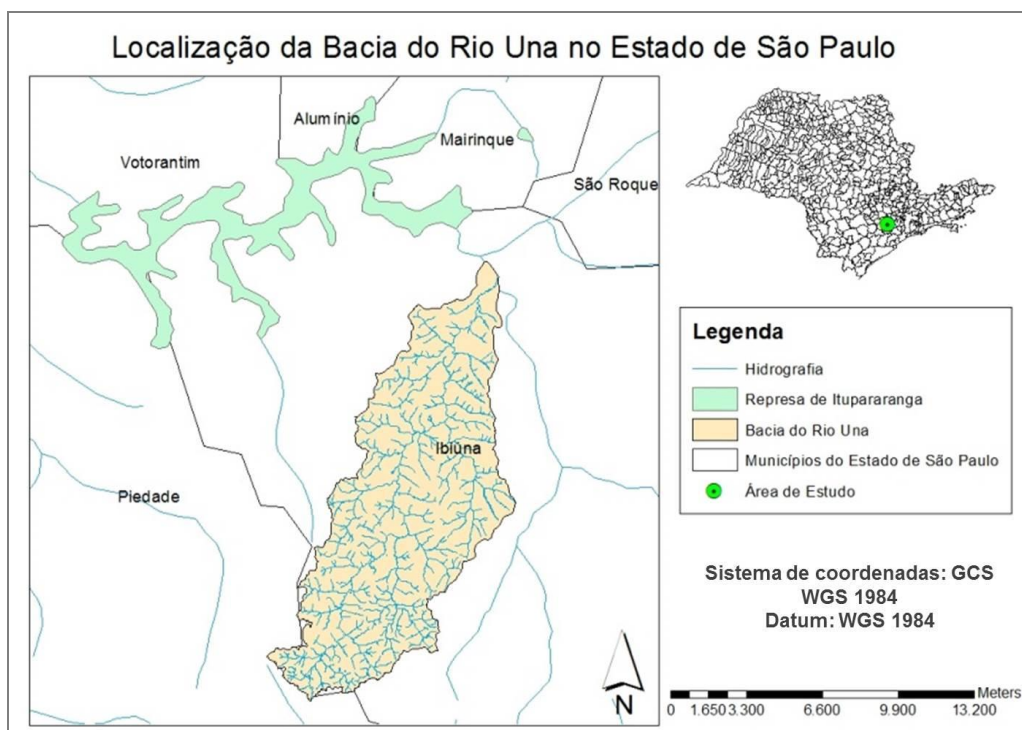 Localização da Bacia do Rio Una no Estado de São Paulo
Alumínio
Mairinque
Votorantim
São Roque
Ibiúna
Piedade
N
Legenda
Hidrografia
Represa de Itupararanga
Bacia do Rio Una
Municípios do Estado de São Paulo
Área de Estudo
Sistema de coordenadas: GCS
WGS 1984
Datum: WGS 1984
Meters
0 1.650 3.300 6.600 9.900 13.200